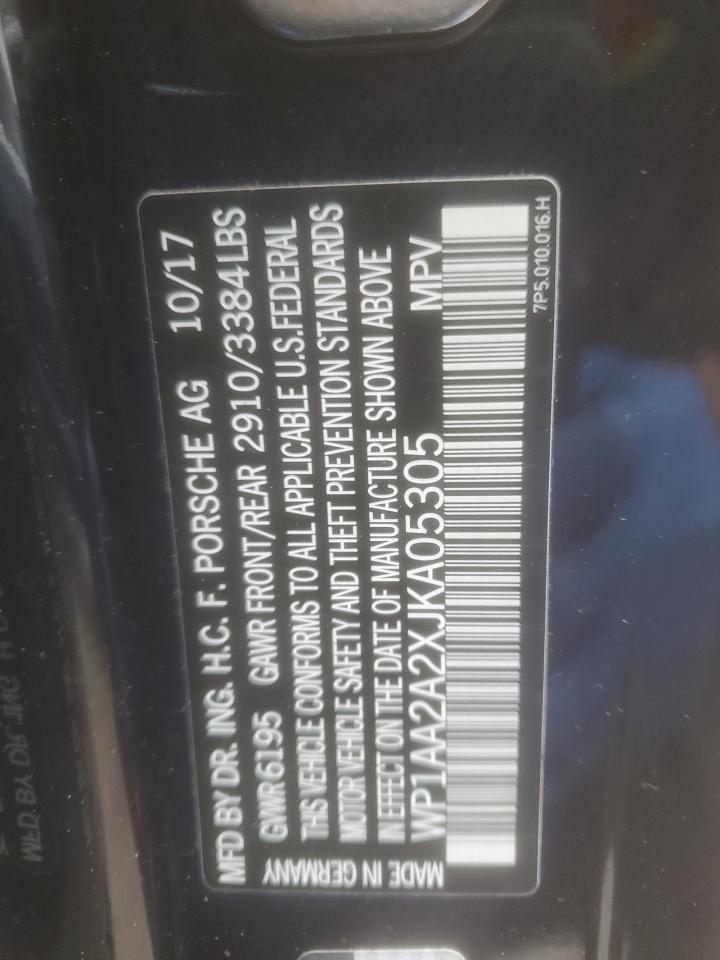 MFD BY DR. ING. H.C. F. PORSCHE AG 10/17
GVWR 6195 GAWR FRONT/REAR 2910/3384 LBS
THIS VEHICLE CONFORMS TO ALL APPLICABLE U.S.FEDERAL
MOTOR VEHICLE SAFETY AND THEFT PREVENTION STANDARDS
IN EFFECT ON THE DATE OF MANUFACTURE SHOWN ABOVE
WP1AA2A2XJKA05305 MPV
MADE IN GERMANY
7P5.010.016.H